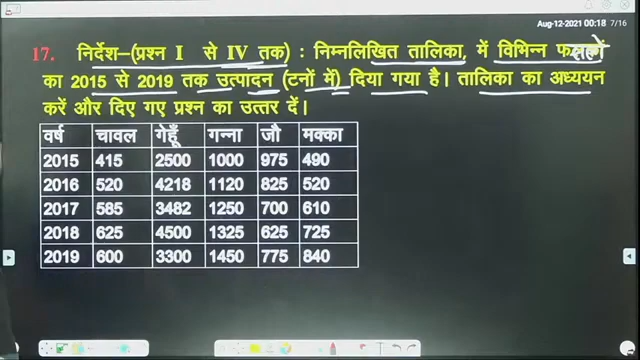 Aug-12-2021 00:18 7/16
17. निर्देश-(प्रश्न I से IV तक) : निम्नलिखित तालिका, में विभिन्न
का 2015 से 2019 तक उत्पादन (टनों में) दिया गया है। तालिका का अध्ययन
करें और दिए गए प्रश्न का उत्तर दें।
वर्ष चावल गेहूँ गन्ना जौ मक्का
2015 415 2500 1000 975 490
2016 520 4218 1120 825 520
2017 585 3482 1250 700 610
2018 625 4500 1325 625 725
2019 600 3300 1450 775 840